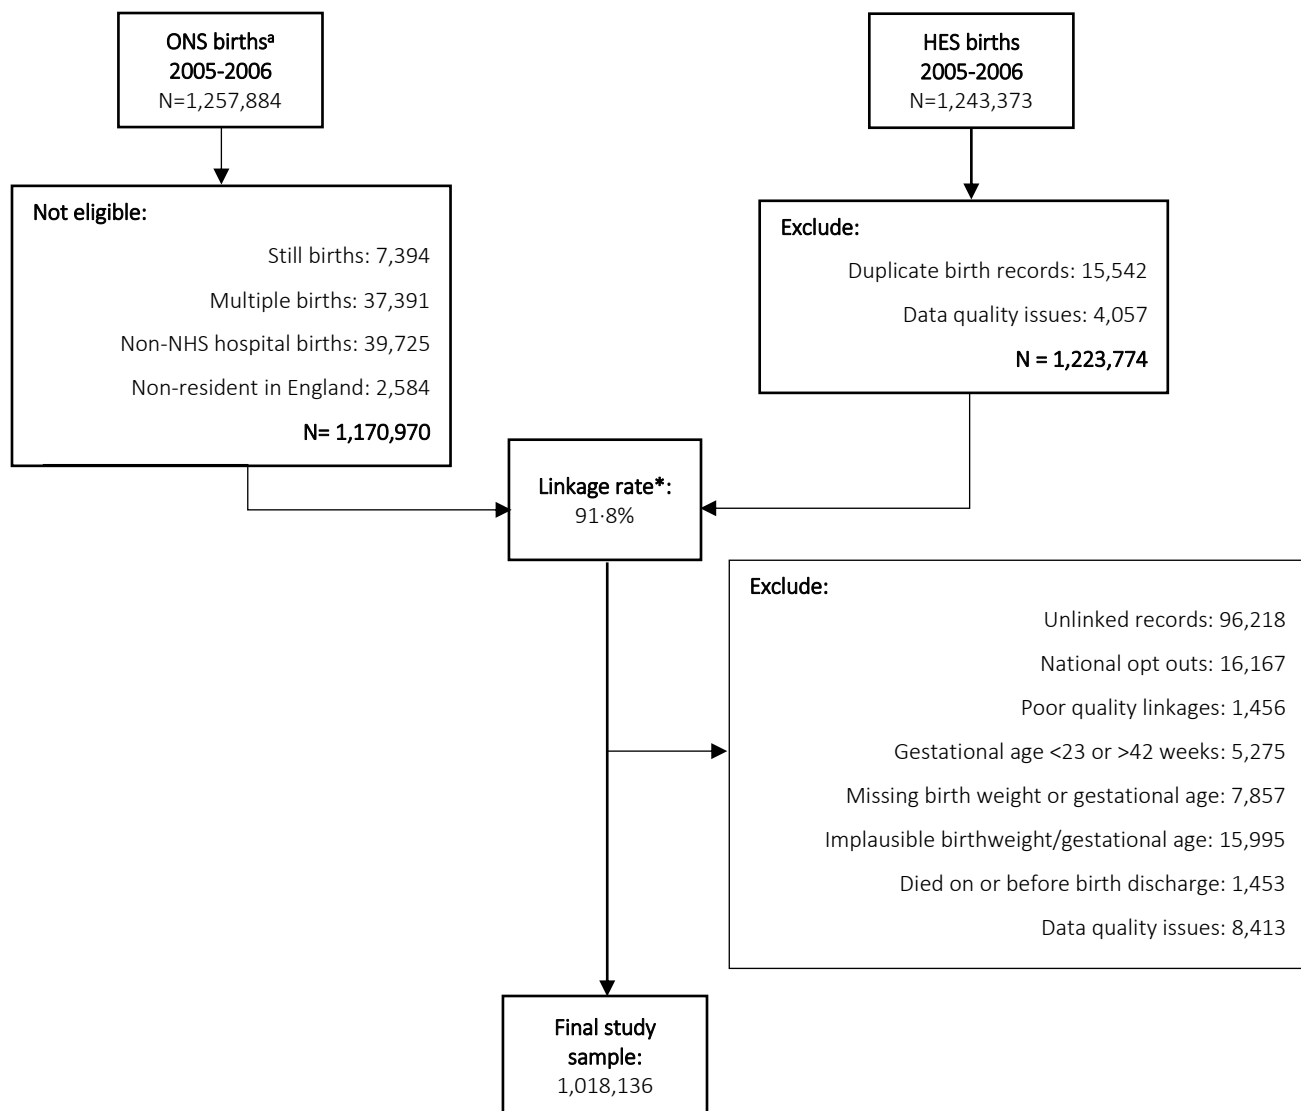 ONS birthsᵃ
2005-2006
N=1,257,884
HES births
2005-2006
N=1,243,373
Not eligible:
Still births: 7,394
Multiple births: 37,391
Non-NHS hospital births: 39,725
Non-resident in England: 2,584
N= 1,170,970
Exclude:
Duplicate birth records: 15,542
Data quality issues: 4,057
N = 1,223,774
Linkage rate*:
91·8%
Exclude:
Unlinked records: 96,218
National opt outs: 16,167
Poor quality linkages: 1,456
Gestational age <23 or >42 weeks: 5,275
Missing birth weight or gestational age: 7,857
Implausible birthweight/gestational age: 15,995
Died on or before birth discharge: 1,453
Data quality issues: 8,413
Final study
sample:
1,018,136